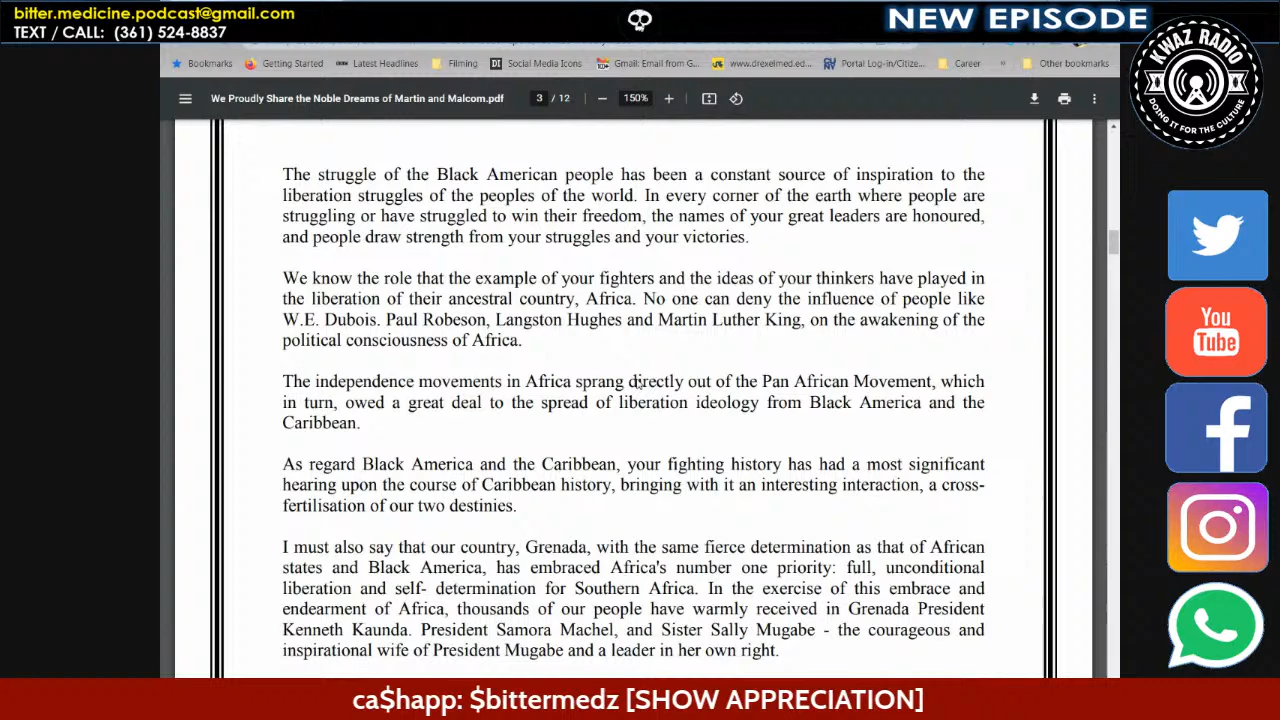 bitter.medicine.podcast@gmail.com
TEXT / CALL: (361) 524-8837
NEW EPISODE
KWAZ RADIO
DOING IT FOR THE CULTURE
Bookmarks Getting Started Latest Headlines Filming DI Social Media Icons Gmail: Email from G... www.drexelmed.ed... Portal Log-in/Citize... Career » Other bookmarks
We Proudly Share the Noble Dreams of Martin and Malcom.pdf 3 / 12 — 150% +
The struggle of the Black American people has been a constant source of inspiration to the
liberation struggles of the peoples of the world. In every corner of the earth where people are
struggling or have struggled to win their freedom, the names of your great leaders are honoured,
and people draw strength from your struggles and your victories.
We know the role that the example of your fighters and the ideas of your thinkers have played in
the liberation of their ancestral country, Africa. No one can deny the influence of people like
W.E. Dubois. Paul Robeson, Langston Hughes and Martin Luther King, on the awakening of the
political consciousness of Africa.
The independence movements in Africa sprang directly out of the Pan African Movement, which
in turn, owed a great deal to the spread of liberation ideology from Black America and the
Caribbean.
As regard Black America and the Caribbean, your fighting history has had a most significant
hearing upon the course of Caribbean history, bringing with it an interesting interaction, a cross-
fertilisation of our two destinies.
I must also say that our country, Grenada, with the same fierce determination as that of African
states and Black America, has embraced Africa's number one priority: full, unconditional
liberation and self- determination for Southern Africa. In the exercise of this embrace and
endearment of Africa, thousands of our people have warmly received in Grenada President
Kenneth Kaunda. President Samora Machel, and Sister Sally Mugabe - the courageous and
inspirational wife of President Mugabe and a leader in her own right.
You
Tube
ca$happ: $bittermedz [SHOW APPRECIATION]